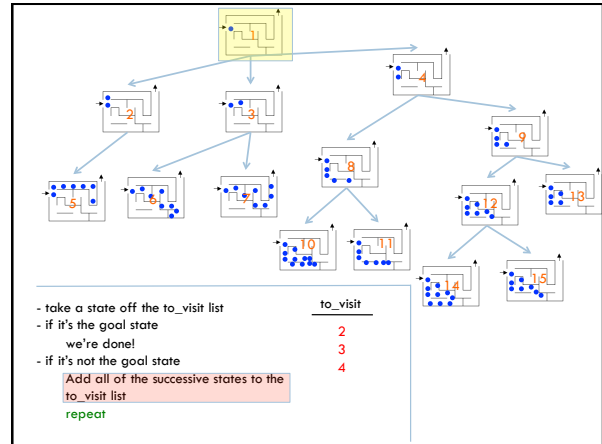 1
4
2
3
9
8
5
6
7
12
13
10
11
14
15
- take a state off the to_visit list
- if it's the goal state
we're done!
- if it's not the goal state
Add all of the successive states to the
to_visit list
repeat
to_visit
2
3
4